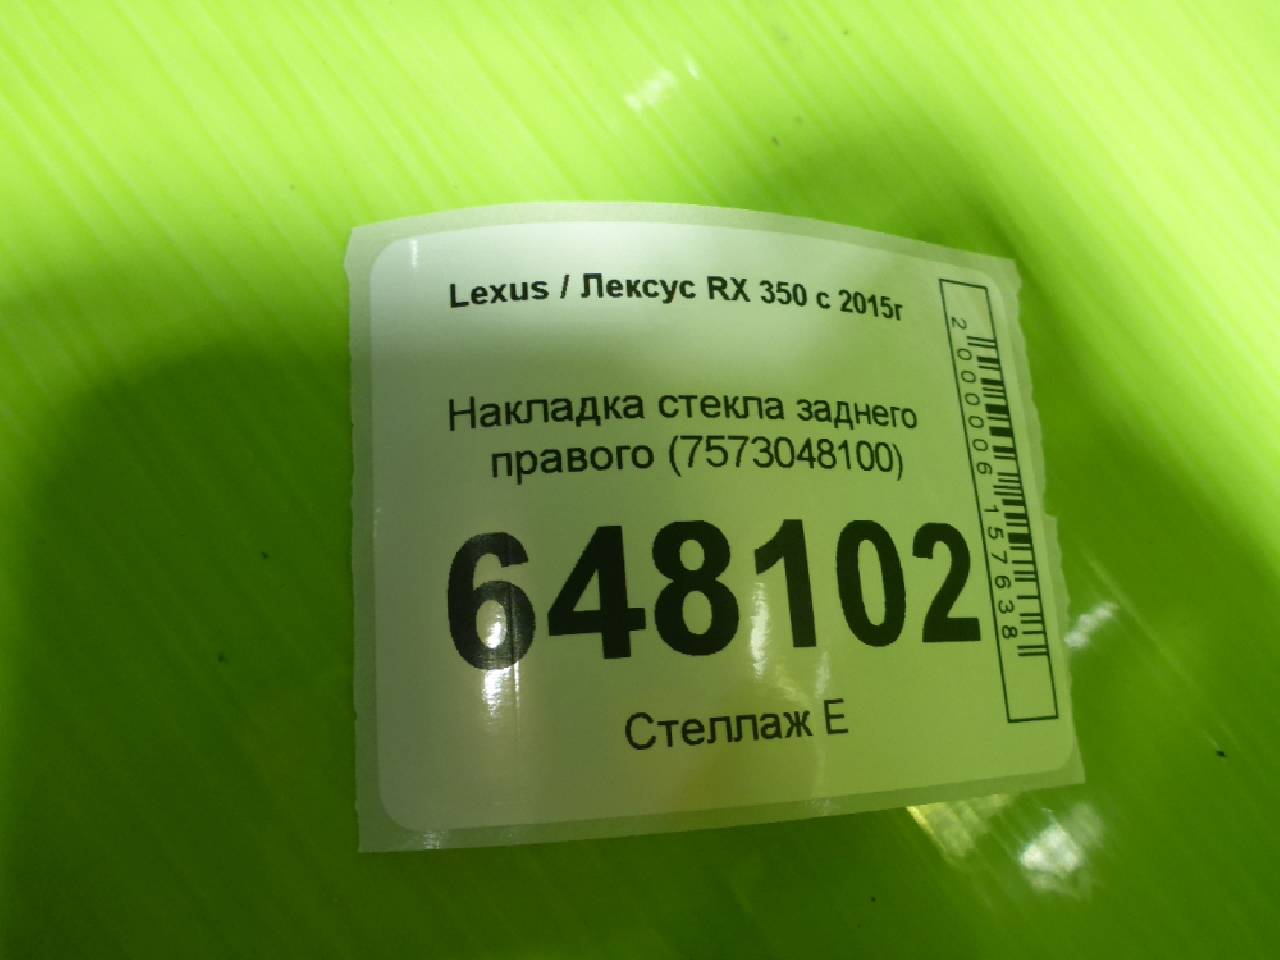 Lexus / Лексус RX 350 с 2015г
Накладка стекла заднего
правого (7573048100)
648102
Стеллаж Е
2000006157638